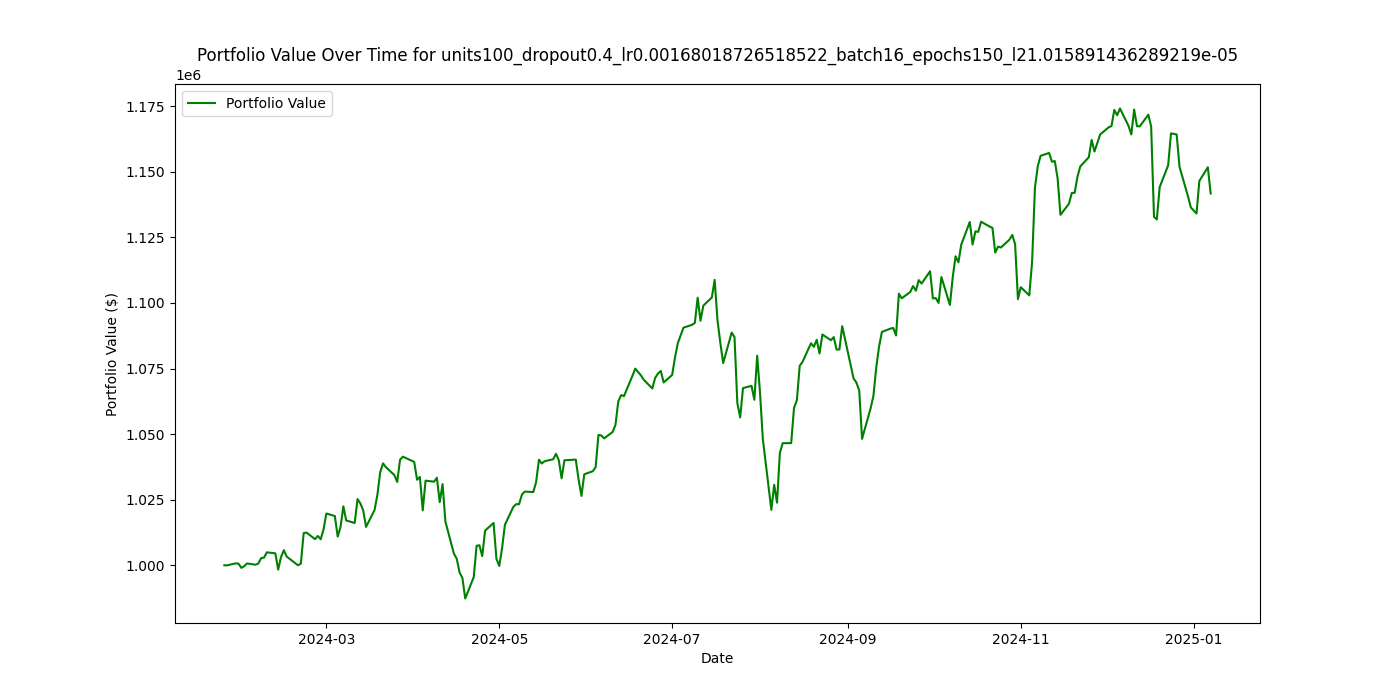 Portfolio Value Over Time for units100_dropout0.4_lr0.00168018726518522_batch16_epochs150_l21.015891436289219e-05
1e6
Portfolio Value
1.175
1.150
1.125
1.100
1.075
1.050
1.025
1.000
Portfolio Value ($)
2024-03 2024-05 2024-07 2024-09 2024-11 2025-01
Date